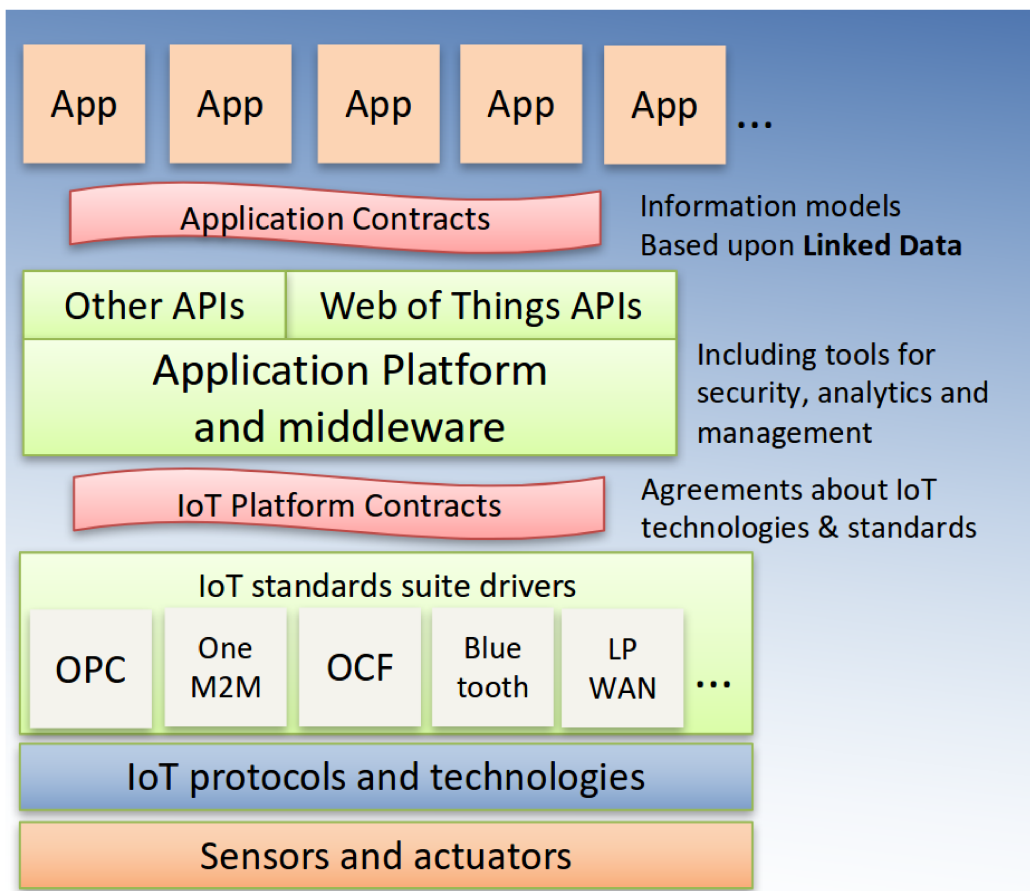 App App App App App ...
Application Contracts
Information models
Based upon Linked Data
Other APIs
Web of Things APIs
Application Platform
and middleware
Including tools for
security, analytics and
management
IoT Platform Contracts
Agreements about IoT
technologies & standards
IoT standards suite drivers
OPC
One
M2M
OCF
Blue
tooth
LP
WAN
...
IoT protocols and technologies
Sensors and actuators